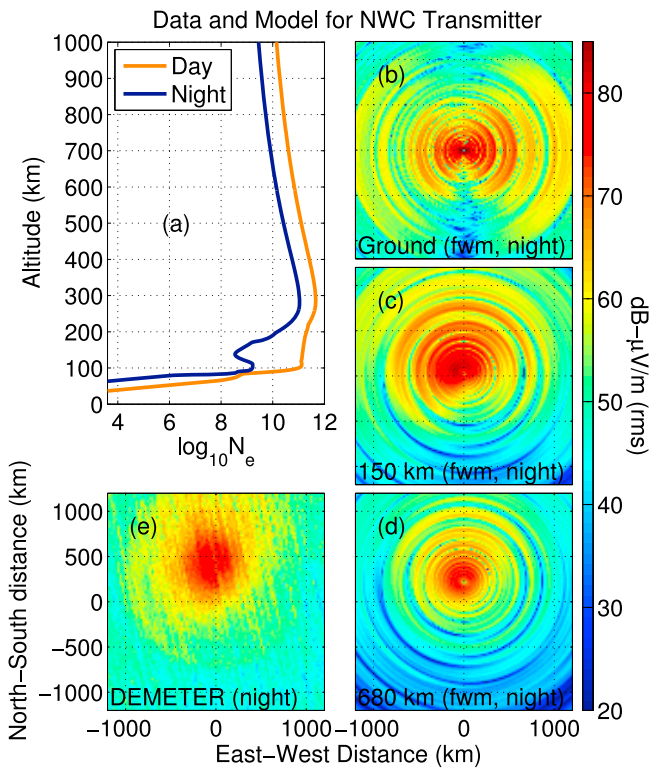 Data and Model for NWC Transmitter
1000
900
800
700
600
500
400
300
200
100
0
Altitude (km)
Day
Night
(a)
4
6
8
10
12
log10Ne
(b)
Ground (fwm, night)
(c)
150 km (fwm, night)
(d)
680 km (fwm, night)
80
70
60
50
40
30
20
dB−μV/m (rms)
North−South distance (km)
1000
500
0
−500
−1000
(e)
DEMETER (night)
−1000
0
1000
−1000
0
1000
East−West Distance (km)